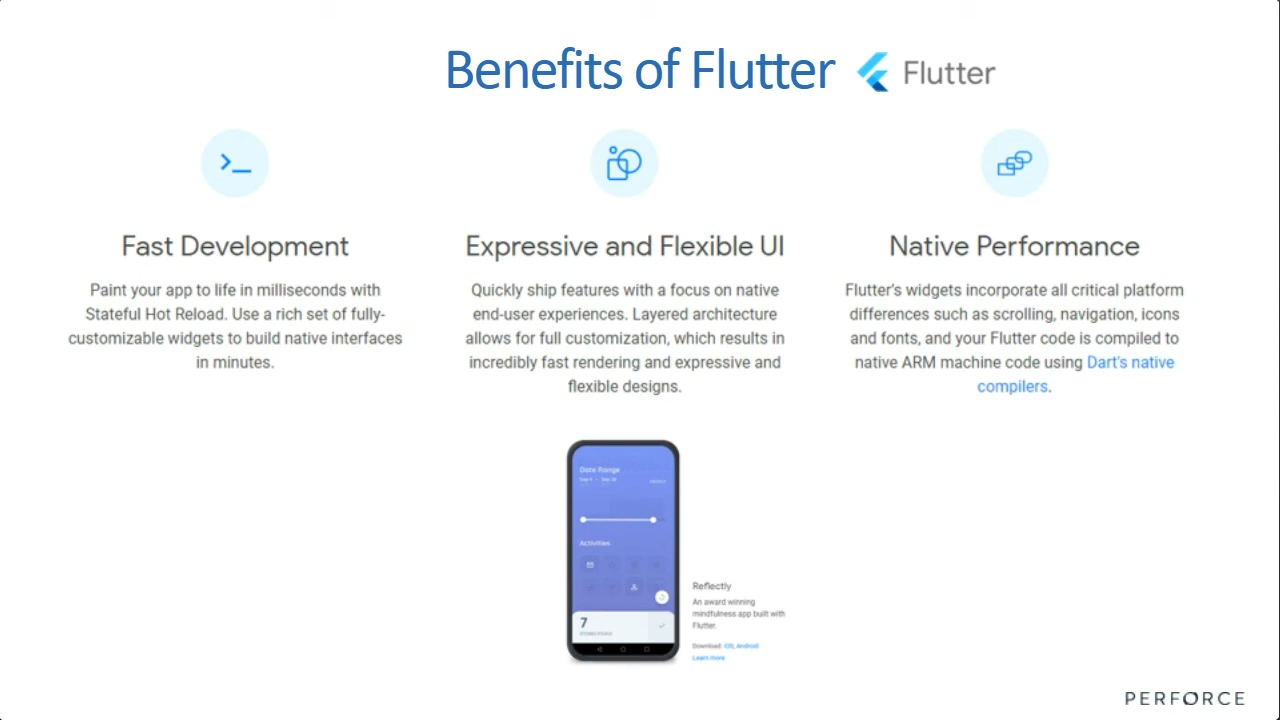 Benefits of Flutter
Flutter
Fast Development
Paint your app to life in milliseconds with
Stateful Hot Reload. Use a rich set of fully-
customizable widgets to build native interfaces
in minutes.
Expressive and Flexible UI
Quickly ship features with a focus on native
end-user experiences. Layered architecture
allows for full customization, which results in
incredibly fast rendering and expressive and
flexible designs.
Native Performance
Flutter's widgets incorporate all critical platform
differences such as scrolling, navigation, icons
and fonts, and your Flutter code is compiled to
native ARM machine code using Dart's native
compilers.
Date Range
Activities
7
Reflectly
An award winning
mindfulness app built with
Flutter.
Download: iOS, Android
Learn more
PERFORCE